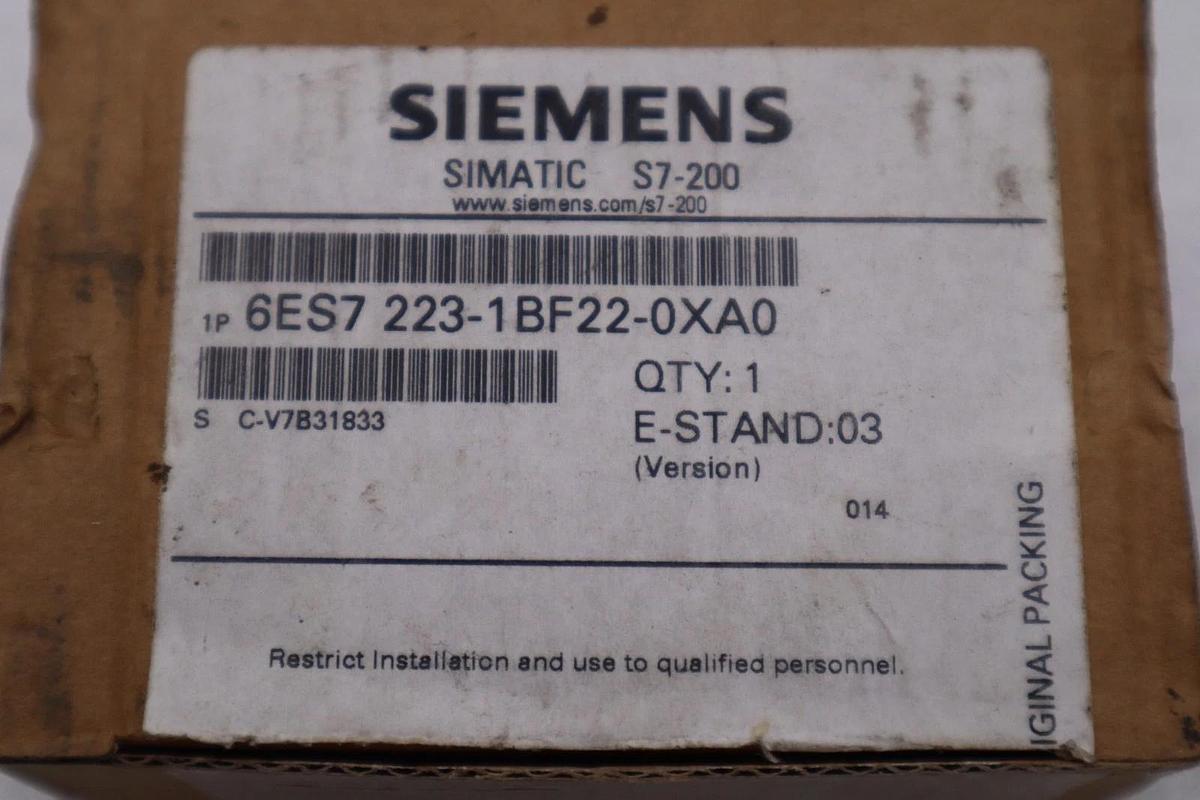 SIEMENS
SIMATIC S7-200
www.siemens.com/s7-200
1P 6ES7 223-1BF22-0XA0
S C-V7B31833
QTY: 1
E-STAND:03
(Version)
014
Restrict Installation and use to qualified personnel.
IGINAL PACKING